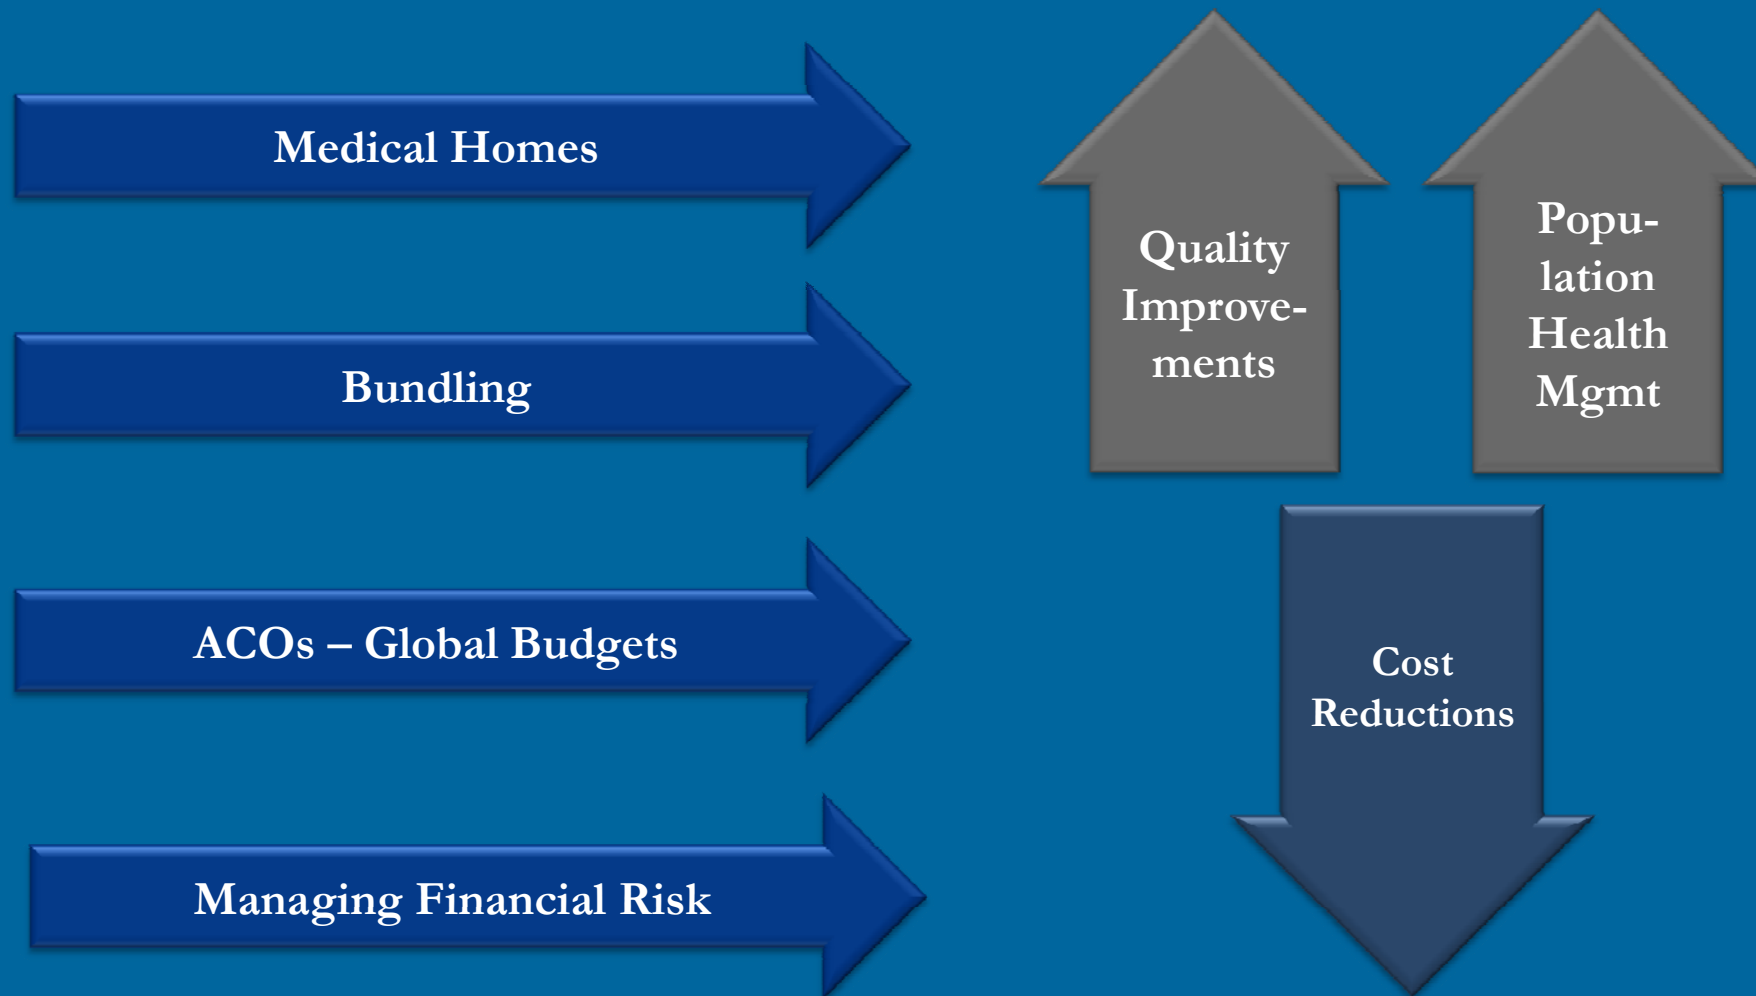 Medical Homes
Bundling
ACOs – Global Budgets
Managing Financial Risk
Quality
Improve-
ments
Popu-
lation
Health
Mgmt
Cost
Reductions